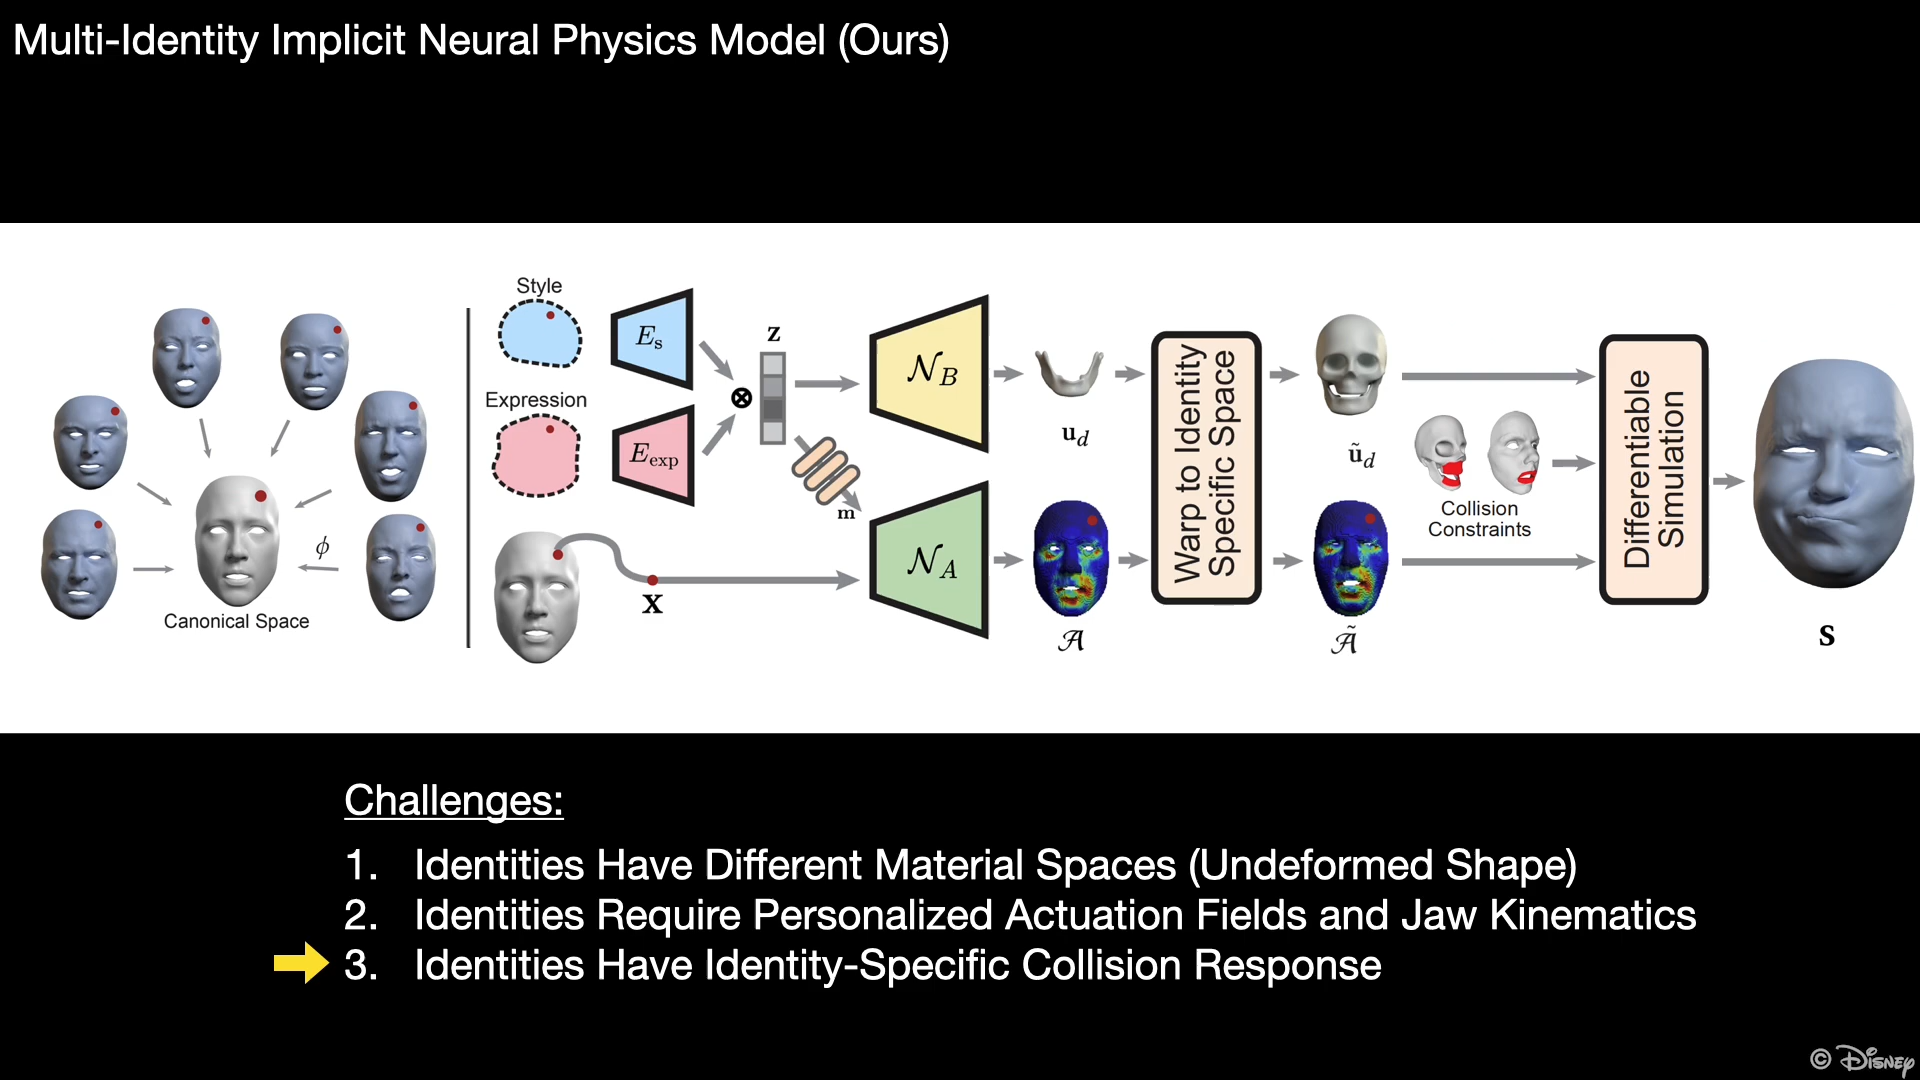 Multi-Identity Implicit Neural Physics Model (Ours)
Canonical Space
ϕ
Style
E_s
Expression
E_exp
z
m
X
𝒩_B
𝒩_A
u_d
𝒜
Warp to Identity
Specific Space
ũ_d
𝒜̃
Collision
Constraints
Differentiable
Simulation
s
Challenges:
1. Identities Have Different Material Spaces (Undeformed Shape)
2. Identities Require Personalized Actuation Fields and Jaw Kinematics
3. Identities Have Identity-Specific Collision Response
© Disney